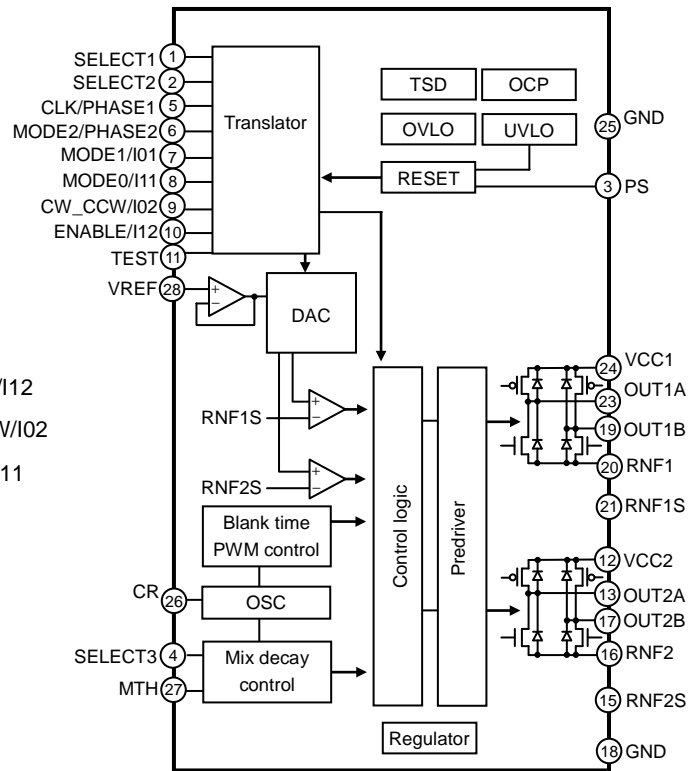 SELECT1 1
SELECT2 2
CLK/PHASE1 5
MODE2/PHASE2 6
MODE1/I01 7
MODE0/I11 8
CW_CCW/I02 9
ENABLE/I12 10
TEST 11
VREF 28
Translator
TSD OCP
OVLO UVLO
RESET
25 GND
3 PS
+
−
DAC
/I12
W/I02
11
RNF1S
+
−
RNF2S
+
−
Blank time
PWM control
CR 26
OSC
SELECT3 4
MTH 27
Mix decay
control
Control logic
Predriver
Regulator
24 VCC1
23 OUT1A
19 OUT1B
20 RNF1
21 RNF1S
12 VCC2
13 OUT2A
17 OUT2B
16 RNF2
15 RNF2S
18 GND